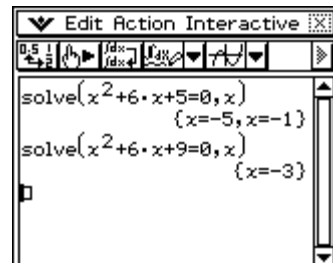 Edit Action Interactive
solve(x²+6·x+5=0,x)
{x=-5,x=-1}
solve(x²+6·x+9=0,x)
{x=-3}